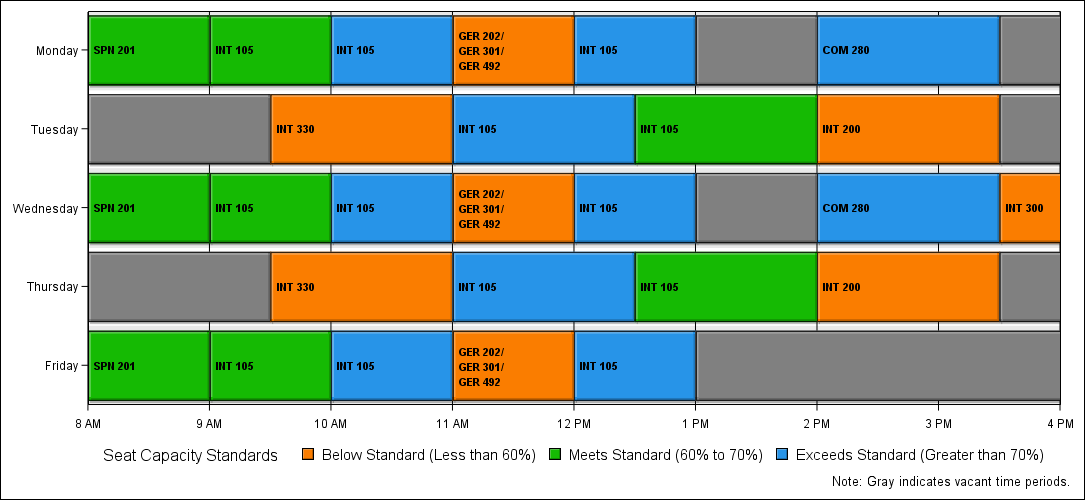 Monday
SPN 201
INT 105
INT 105
GER 202/
GER 301/
GER 492
INT 105
COM 280
Tuesday
INT 330
INT 105
INT 105
INT 200
Wednesday
SPN 201
INT 105
INT 105
GER 202/
GER 301/
GER 492
INT 105
COM 280
INT 300
Thursday
INT 330
INT 105
INT 105
INT 200
Friday
SPN 201
INT 105
INT 105
GER 202/
GER 301/
GER 492
INT 105
8 AM 9 AM 10 AM 11 AM 12 PM 1 PM 2 PM 3 PM 4 PM
Seat Capacity Standards Below Standard (Less than 60%) Meets Standard (60% to 70%) Exceeds Standard (Greater than 70%)
Note: Gray indicates vacant time periods.